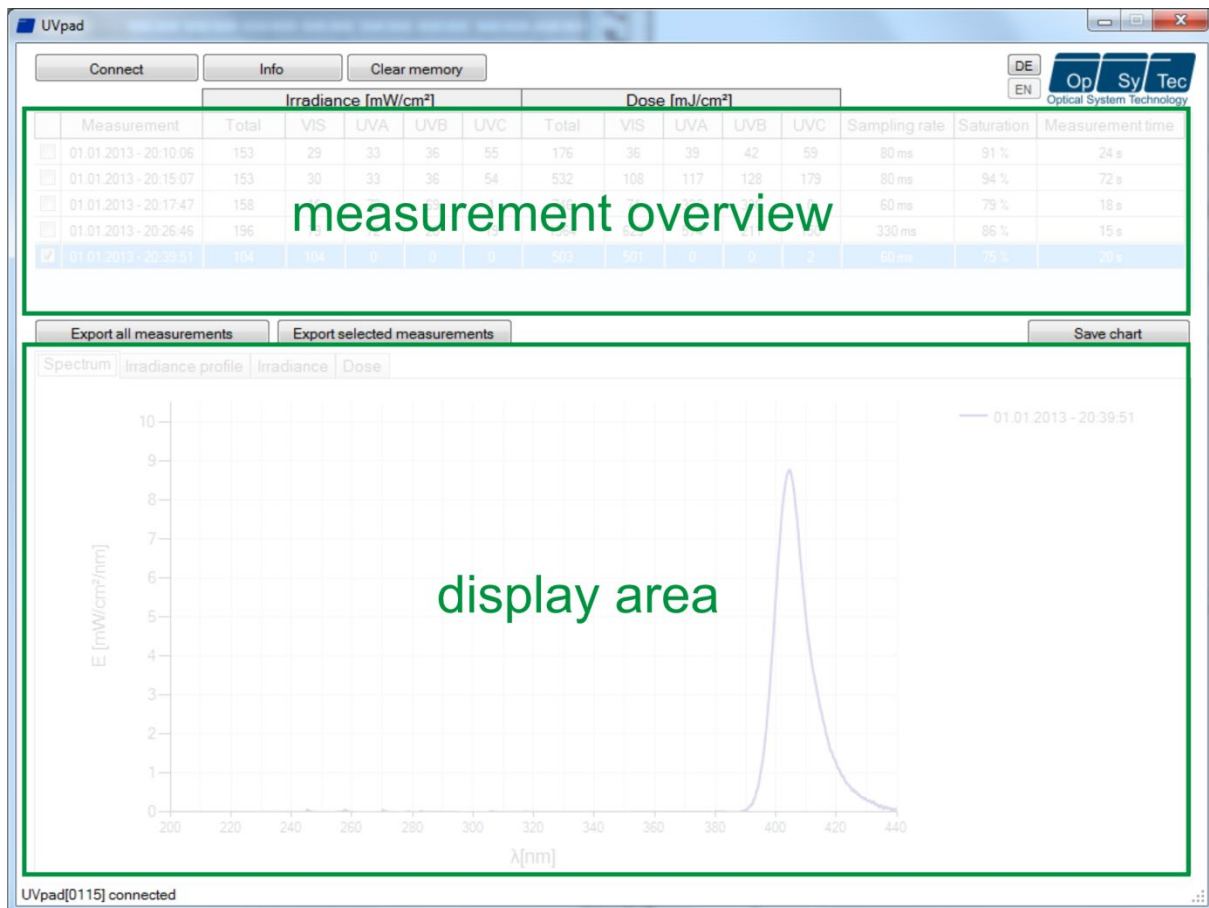 UVpad
Connect Info Clear memory DE
EN
Op Sy Tec
Optical System Technology
Irradiance [mW/cm²] Dose [mJ/cm²]
Measurement Total VIS UVA UVB UVC Total VIS UVA UVB UVC Sampling rate Saturation Measurement time
01.01.2013 - 20:10:06 153 29 33 36 55 176 36 39 42 59 80 ms 91 % 24 s
01.01.2013 - 20:15:07 153 30 33 36 54 532 108 117 128 179 80 ms 94 % 72 s
01.01.2013 - 20:17:47 158 60 ms 79 % 18 s
measurement overview
01.01.2013 - 20:26:46 196 330 ms 86 % 15 s
01.01.2013 - 20:39:51 104 104 0 0 0 503 501 0 0 2 60 ms 75 % 20 s
Export all measurements Export selected measurements Save chart
Spectrum Irradiance profile Irradiance Dose
01.01.2013 - 20:39:51
10
9
8
7
6
5
4
3
2
1
0
E [mW/cm²/nm]
display area
200 220 240 260 280 300 320 340 360 380 400 420 440
λ[nm]
UVpad[0115] connected